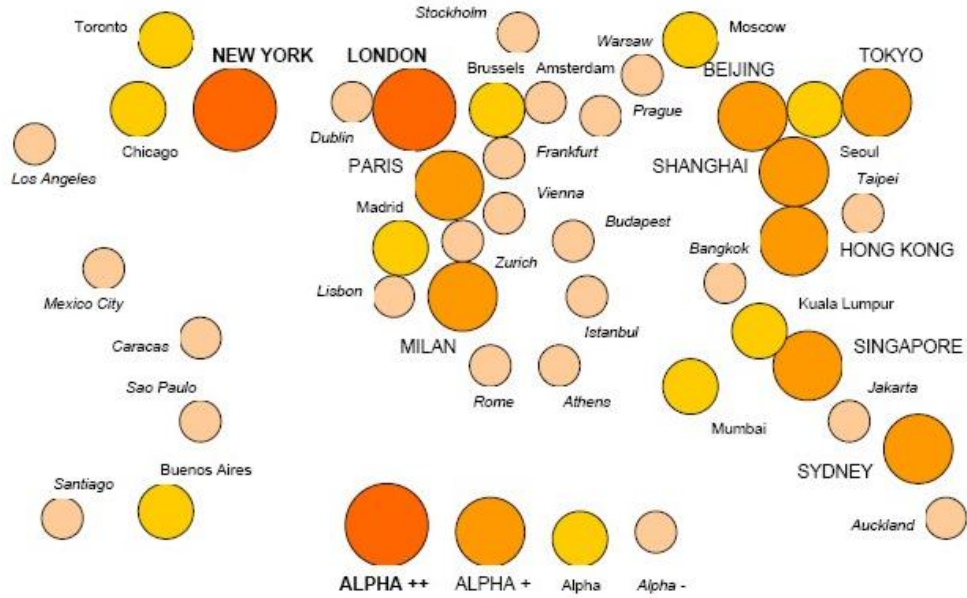 Stockholm
Toronto
Warsaw
Moscow
NEW YORK
LONDON
Brussels
Amsterdam
BEIJING
TOKYO
Dublin
Prague
Chicago
Frankfurt
Los Angeles
PARIS
SHANGHAI
Seoul
Taipei
Vienna
Madrid
Budapest
Bangkok
HONG KONG
Zurich
Lisbon
Mexico City
Kuala Lumpur
Istanbul
Caracas
MILAN
SINGAPORE
Sao Paulo
Rome
Athens
Jakarta
Mumbai
Buenos Aires
SYDNEY
Santiago
Auckland
ALPHA ++
ALPHA +
Alpha
Alpha -